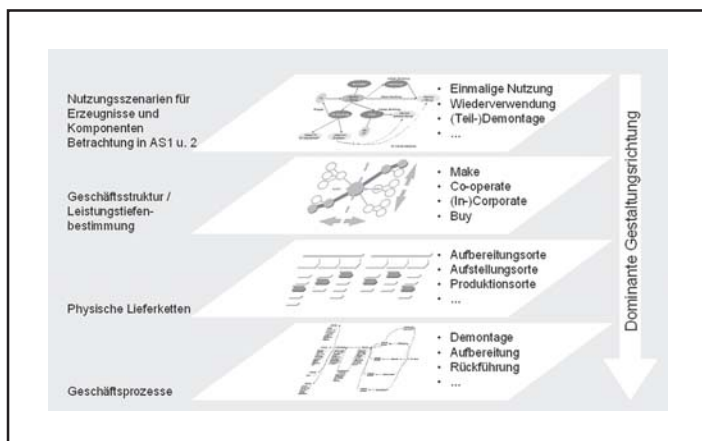 Nutzungsszenarien für
Erzeugnisse und
Komponenten
Betrachtung in AS1 u. 2
• Einmalige Nutzung
• Wiederverwendung
• (Teil-)Demontage
• ...
Geschäftsstruktur /
Leistungstiefen-
bestimmung
• Make
• Co-operate
• (In-)Corporate
• Buy
Physische Lieferketten
• Aufbereitungsorte
• Aufstellungsorte
• Produktionsorte
• ...
Geschäftsprozesse
• Demontage
• Aufbereitung
• Rückführung
• ...
Dominante Gestaltungsrichtung